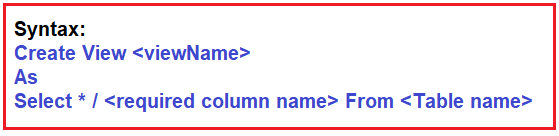 Syntax:
Create View <viewName>
As
Select * / <required column name> From <Table name>